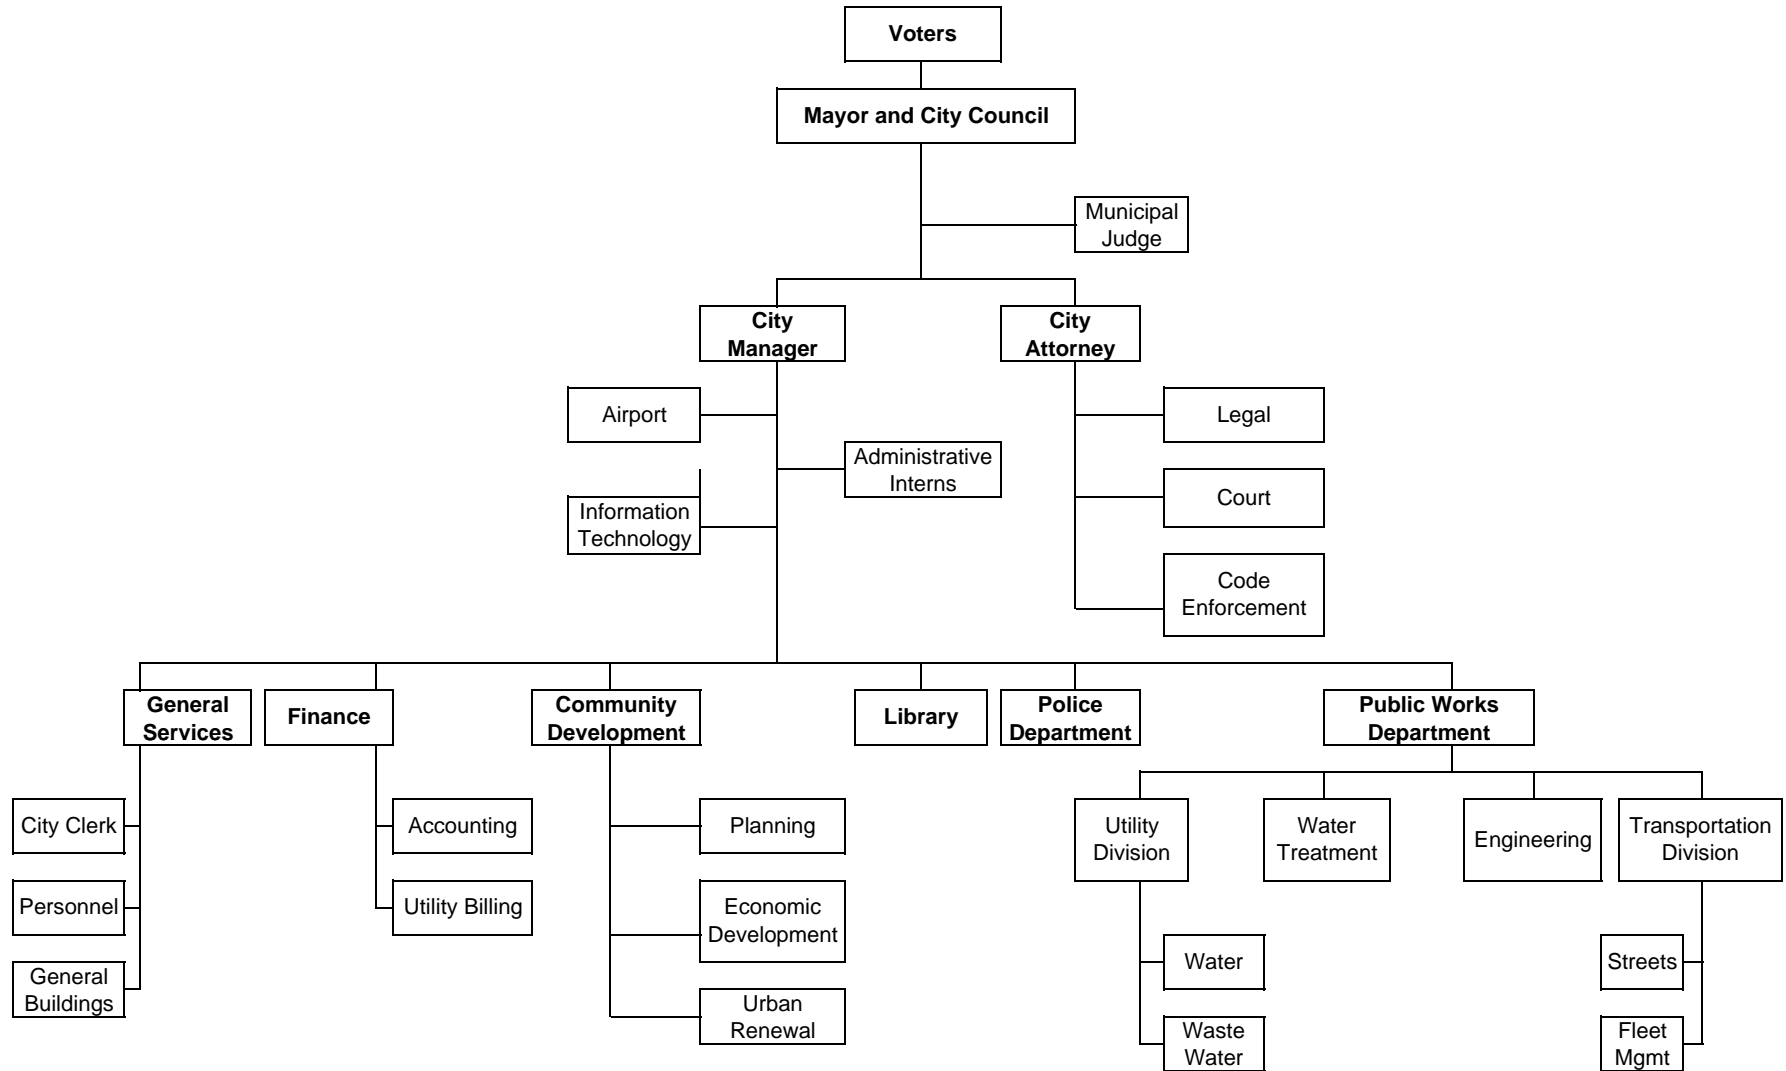 Voters
Mayor and City Council
Municipal
Judge
City
Manager
City
Attorney
Airport
Legal
Administrative
Interns
Court
Information
Technology
Code
Enforcement
General
Services
Finance
Community
Development
Library
Police
Department
Public Works
Department
City Clerk
Accounting
Planning
Utility
Division
Water
Treatment
Engineering
Transportation
Division
Personnel
Utility Billing
Economic
Development
Water
Streets
General
Buildings
Urban
Renewal
Waste
Water
Fleet
Mgmt